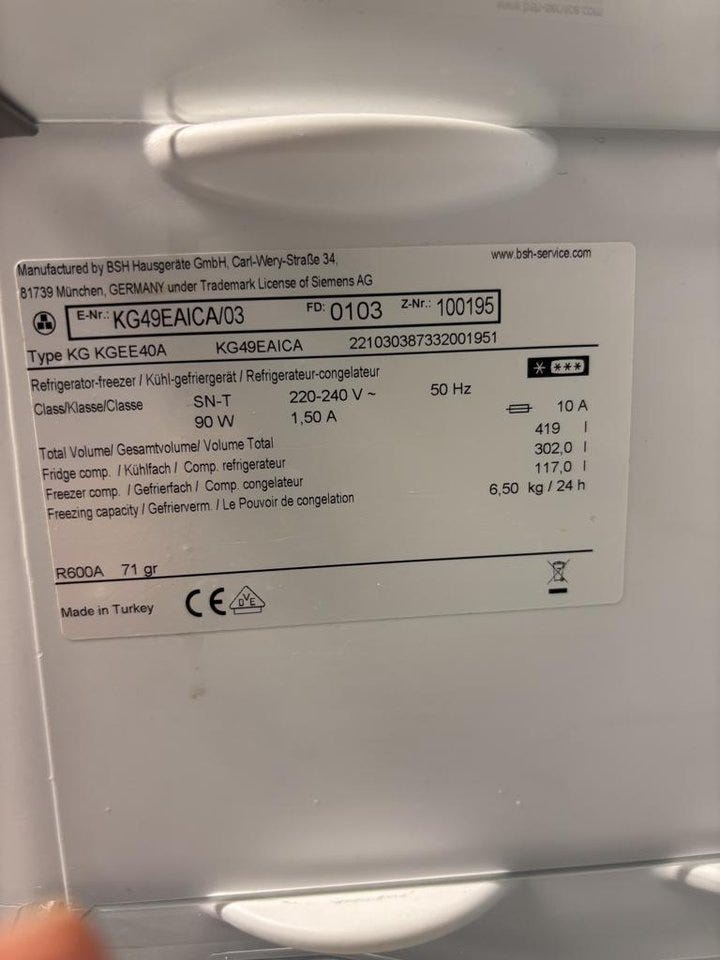 Manufactured by BSH Hausgeräte GmbH, Carl-Wery-Straße 34, www.bsh-service.com
81739 München, GERMANY under Trademark License of Siemens AG
E-Nr.: KG49EAICA/03 FD: 0103 Z-Nr.: 100195
Type KG KGEE40A KG49EAICA 221030387332001951
Refrigerator-freezer / Kühl-gefriergerät / Refrigerateur-congelateur
Class/Klasse/Classe SN-T 220-240 V ~ 50 Hz 10 A
90 W 1,50 A
Total Volume/ Gesamtvolume/ Volume Total 419 l
Fridge comp. / Kühlfach / Comp. refrigerateur 302,0 l
Freezer comp. / Gefrierfach / Comp. congelateur 117,0 l
Freezing capacity / Gefrierverm. / Le Pouvoir de congelation 6,50 kg / 24 h
R600A 71 gr
Made in Turkey CE DVE